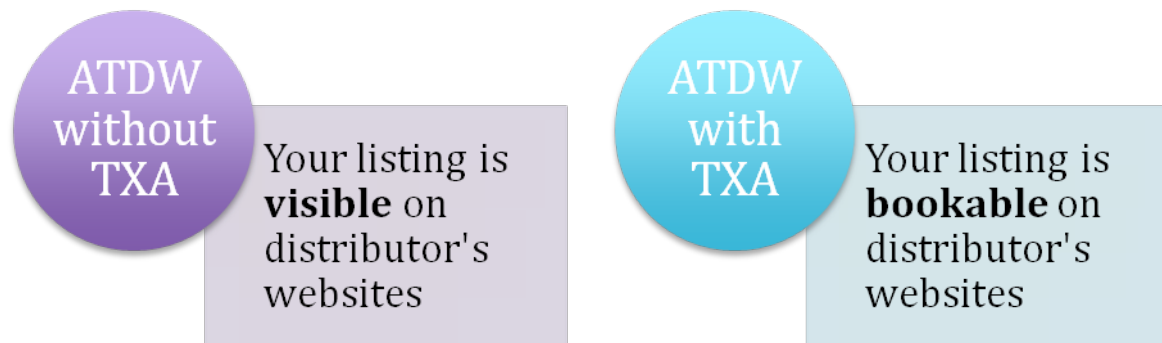 ATDW
without
TXA
Your listing is
visible on
distributor's
websites
ATDW
with
TXA
Your listing is
bookable on
distributor's
websites